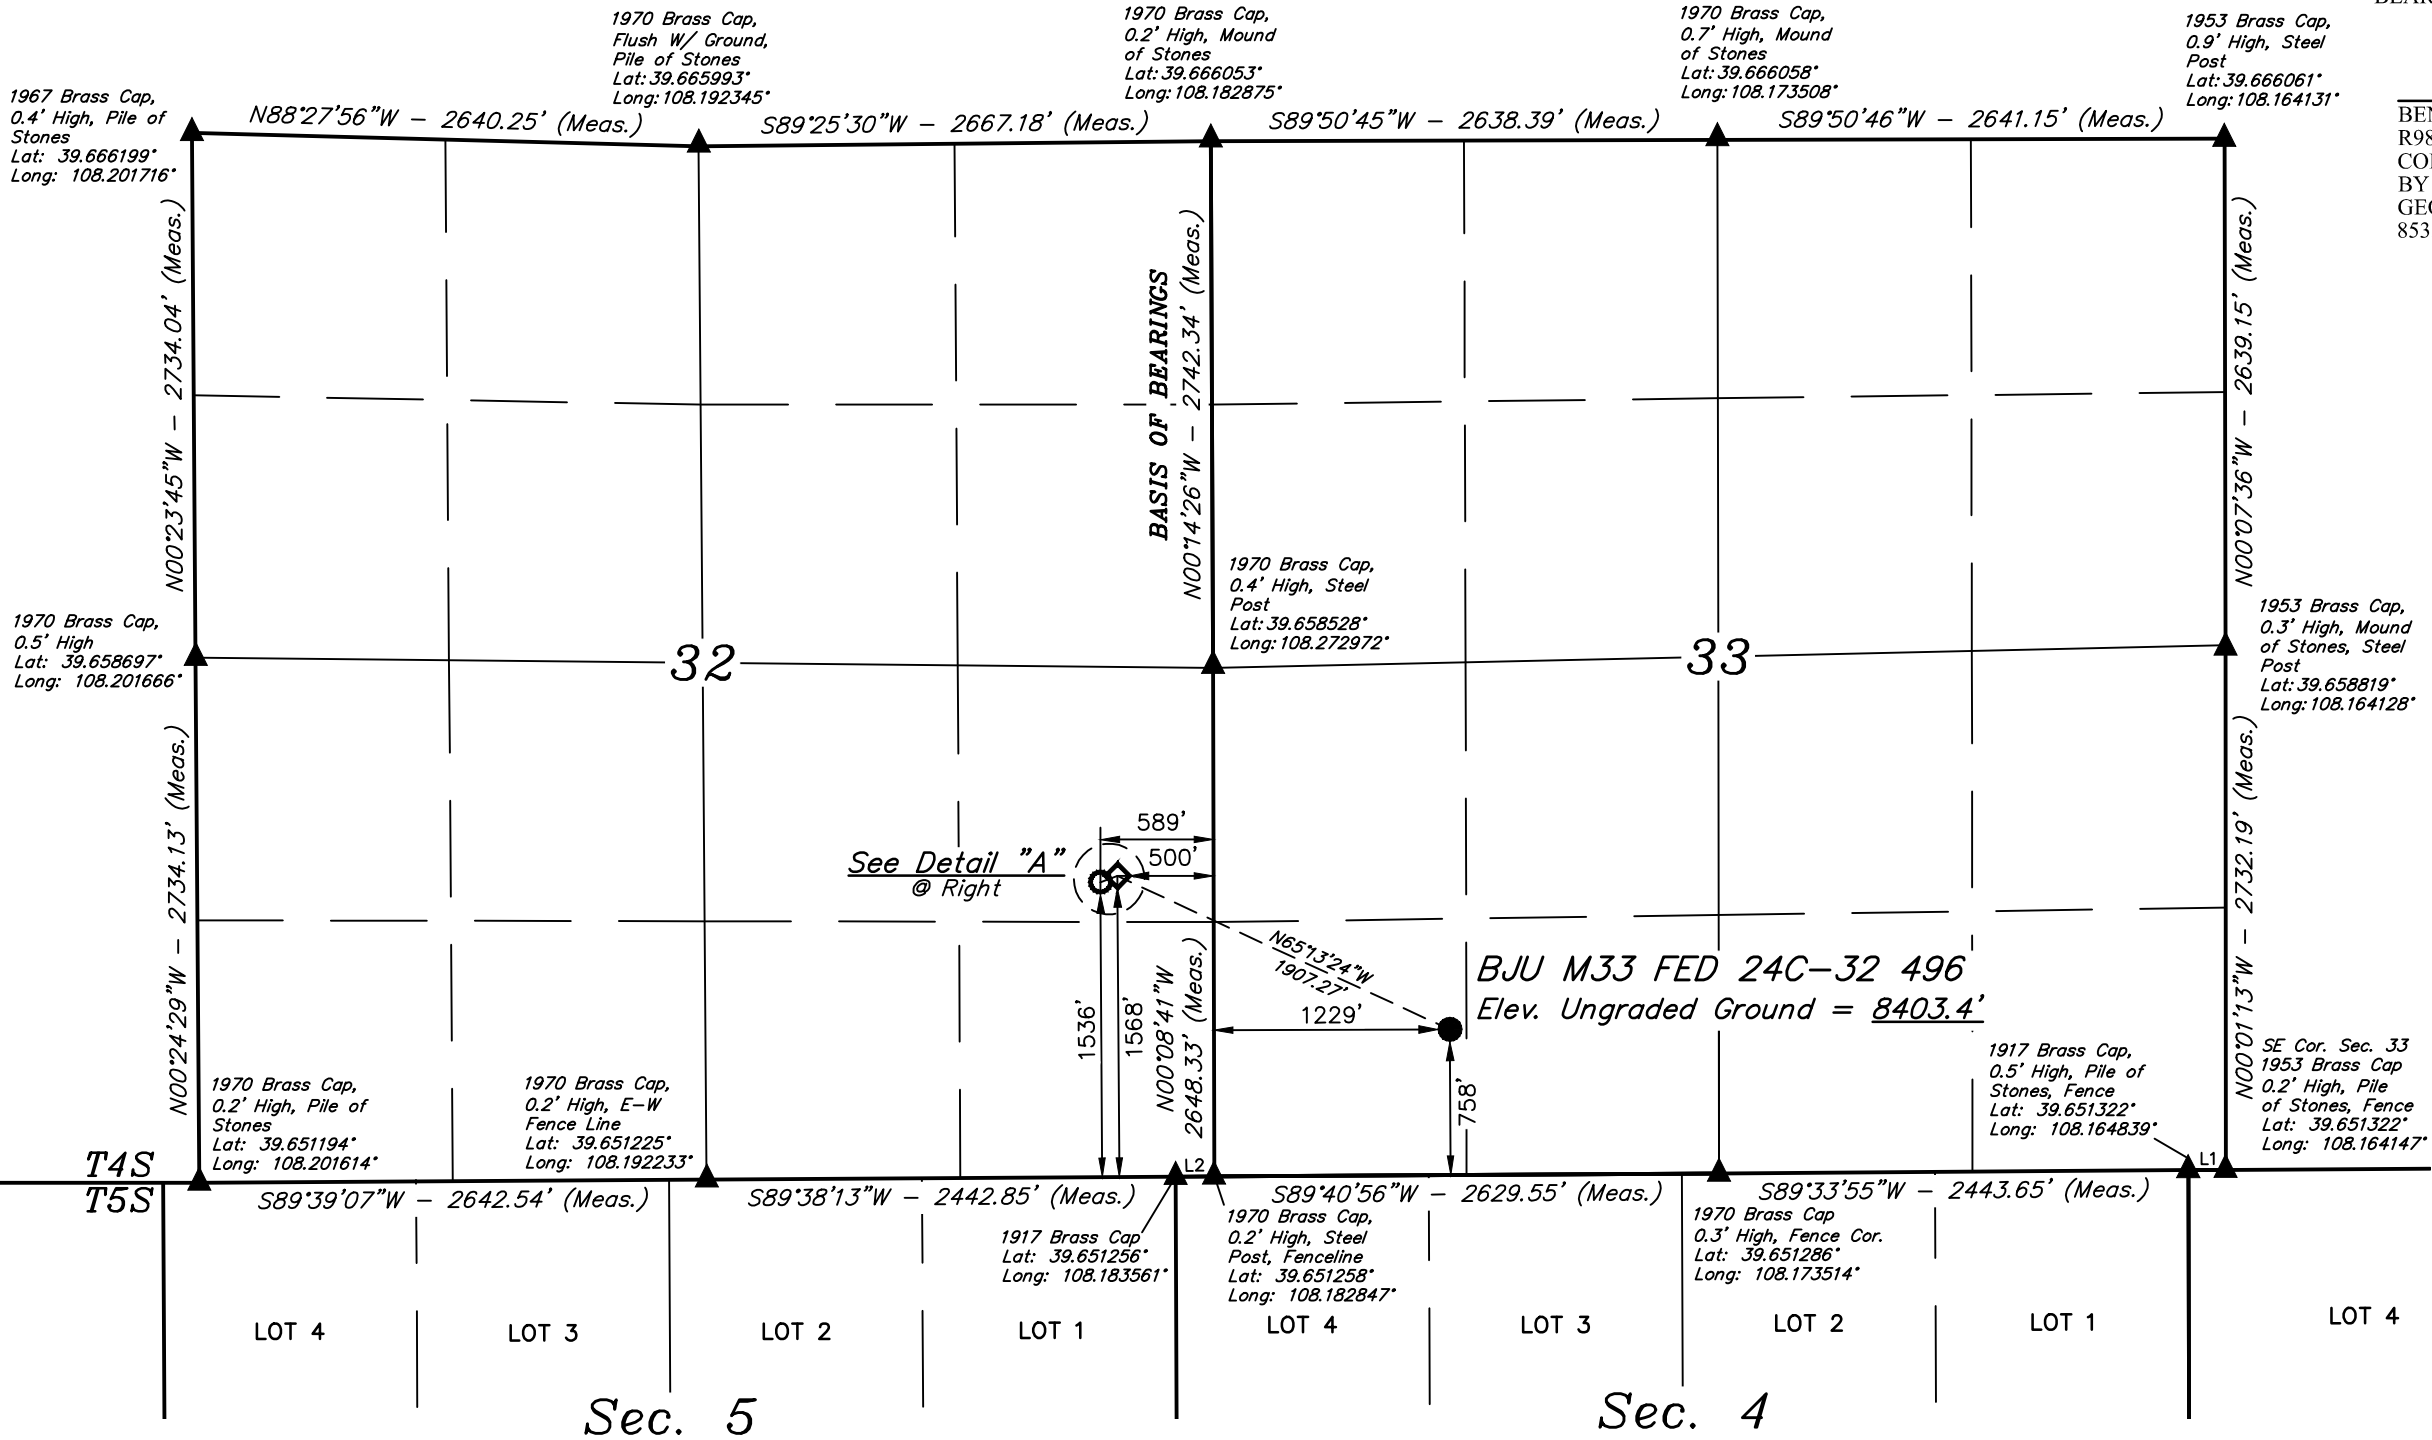 1967 Brass Cap,
0.4' High, Pile of
Stones
Lat: 39.666199°
Long: 108.201716°
1970 Brass Cap,
Flush W/ Ground,
Pile of Stones
Lat: 39.665993°
Long: 108.192345°
1970 Brass Cap,
0.2' High, Mound
of Stones
Lat: 39.666053°
Long: 108.182875°
1970 Brass Cap,
0.7' High, Mound
of Stones
Lat: 39.666058°
Long: 108.173508°
1953 Brass Cap,
0.9' High, Steel
Post
Lat: 39.666061°
Long: 108.164131°
N88°27'56"W – 2640.25' (Meas.)
S89°25'30"W – 2667.18' (Meas.)
S89°50'45"W – 2638.39' (Meas.)
S89°50'46"W – 2641.15' (Meas.)
R98
BY
853
N00°23'45"W – 2734.04' (Meas.)
BASIS OF BEARINGS
N00°14'26"W – 2742.34' (Meas.)
N00°07'36"W – 2639.15' (Meas.)
1970 Brass Cap,
0.5' High
Lat: 39.658697°
Long: 108.201666°
32
1970 Brass Cap,
0.4' High, Steel
Post
Lat: 39.658528°
Long: 108.272972°
33
1953 Brass Cap,
0.3' High, Mound
of Stones, Steel
Post
Lat: 39.658819°
Long: 108.164128°
N00°24'29"W – 2734.13' (Meas.)
See Detail "A"
@ Right
589'
500'
1536'
1568'
N00°08'41"W
2648.33' (Meas.)
N65°13'24"W
1907.27'
1229'
758'
BJU M33 FED 24C-32 496
Elev. Ungraded Ground = 8403.4'
N00°01'13"W – 2732.19' (Meas.)
1970 Brass Cap,
0.2' High, Pile of
Stones
Lat: 39.651194°
Long: 108.201614°
1970 Brass Cap,
0.2' High, E-W
Fence Line
Lat: 39.651225°
Long: 108.192233°
1917 Brass Cap,
0.5' High, Pile of
Stones, Fence
Lat: 39.651322°
Long: 108.164839°
SE Cor. Sec. 33
1953 Brass Cap
0.2' High, Pile
of Stones, Fence
Lat: 39.651322°
Long: 108.164147°
T4S
T5S
L2
L1
S89°39'07"W – 2642.54' (Meas.)
S89°38'13"W – 2442.85' (Meas.)
S89°40'56"W – 2629.55' (Meas.)
S89°33'55"W – 2443.65' (Meas.)
1917 Brass Cap
Lat: 39.651256°
Long: 108.183561°
1970 Brass Cap,
0.2' High, Steel
Post, Fenceline
Lat: 39.651258°
Long: 108.182847°
1970 Brass Cap
0.3' High, Fence Cor.
Lat: 39.651286°
Long: 108.173514°
LOT 4
LOT 3
LOT 2
LOT 1
LOT 4
LOT 3
LOT 2
LOT 1
LOT 4
Sec. 5
Sec. 4